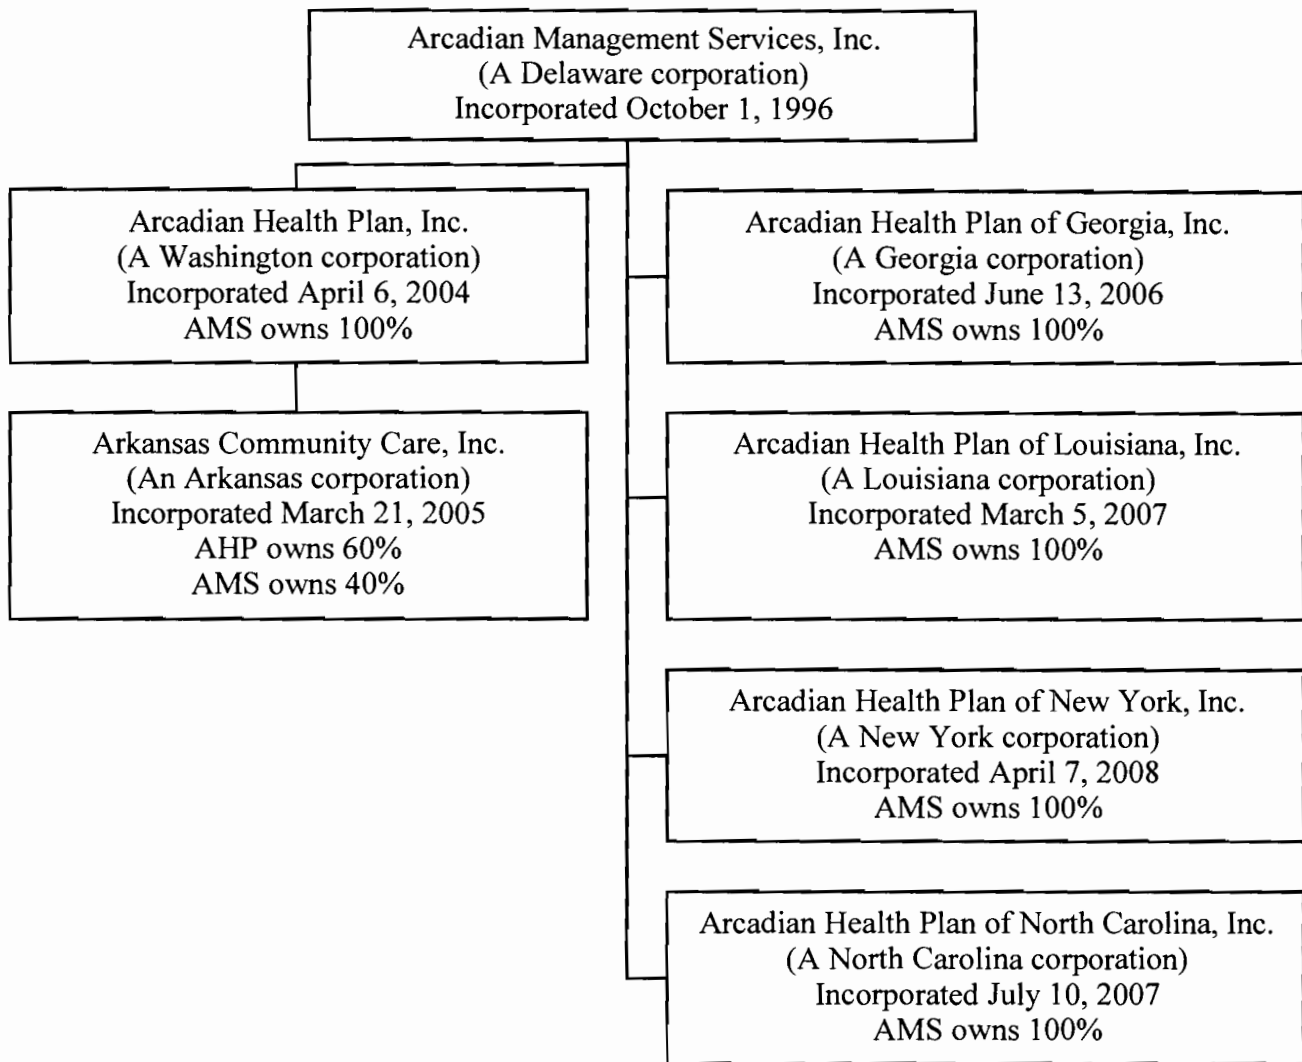 Arcadian Management Services, Inc.
(A Delaware corporation)
Incorporated October 1, 1996
Arcadian Health Plan, Inc.
(A Washington corporation)
Incorporated April 6, 2004
AMS owns 100%
Arcadian Health Plan of Georgia, Inc.
(A Georgia corporation)
Incorporated June 13, 2006
AMS owns 100%
Arkansas Community Care, Inc.
(An Arkansas corporation)
Incorporated March 21, 2005
AHP owns 60%
AMS owns 40%
Arcadian Health Plan of Louisiana, Inc.
(A Louisiana corporation)
Incorporated March 5, 2007
AMS owns 100%
Arcadian Health Plan of New York, Inc.
(A New York corporation)
Incorporated April 7, 2008
AMS owns 100%
Arcadian Health Plan of North Carolina, Inc.
(A North Carolina corporation)
Incorporated July 10, 2007
AMS owns 100%